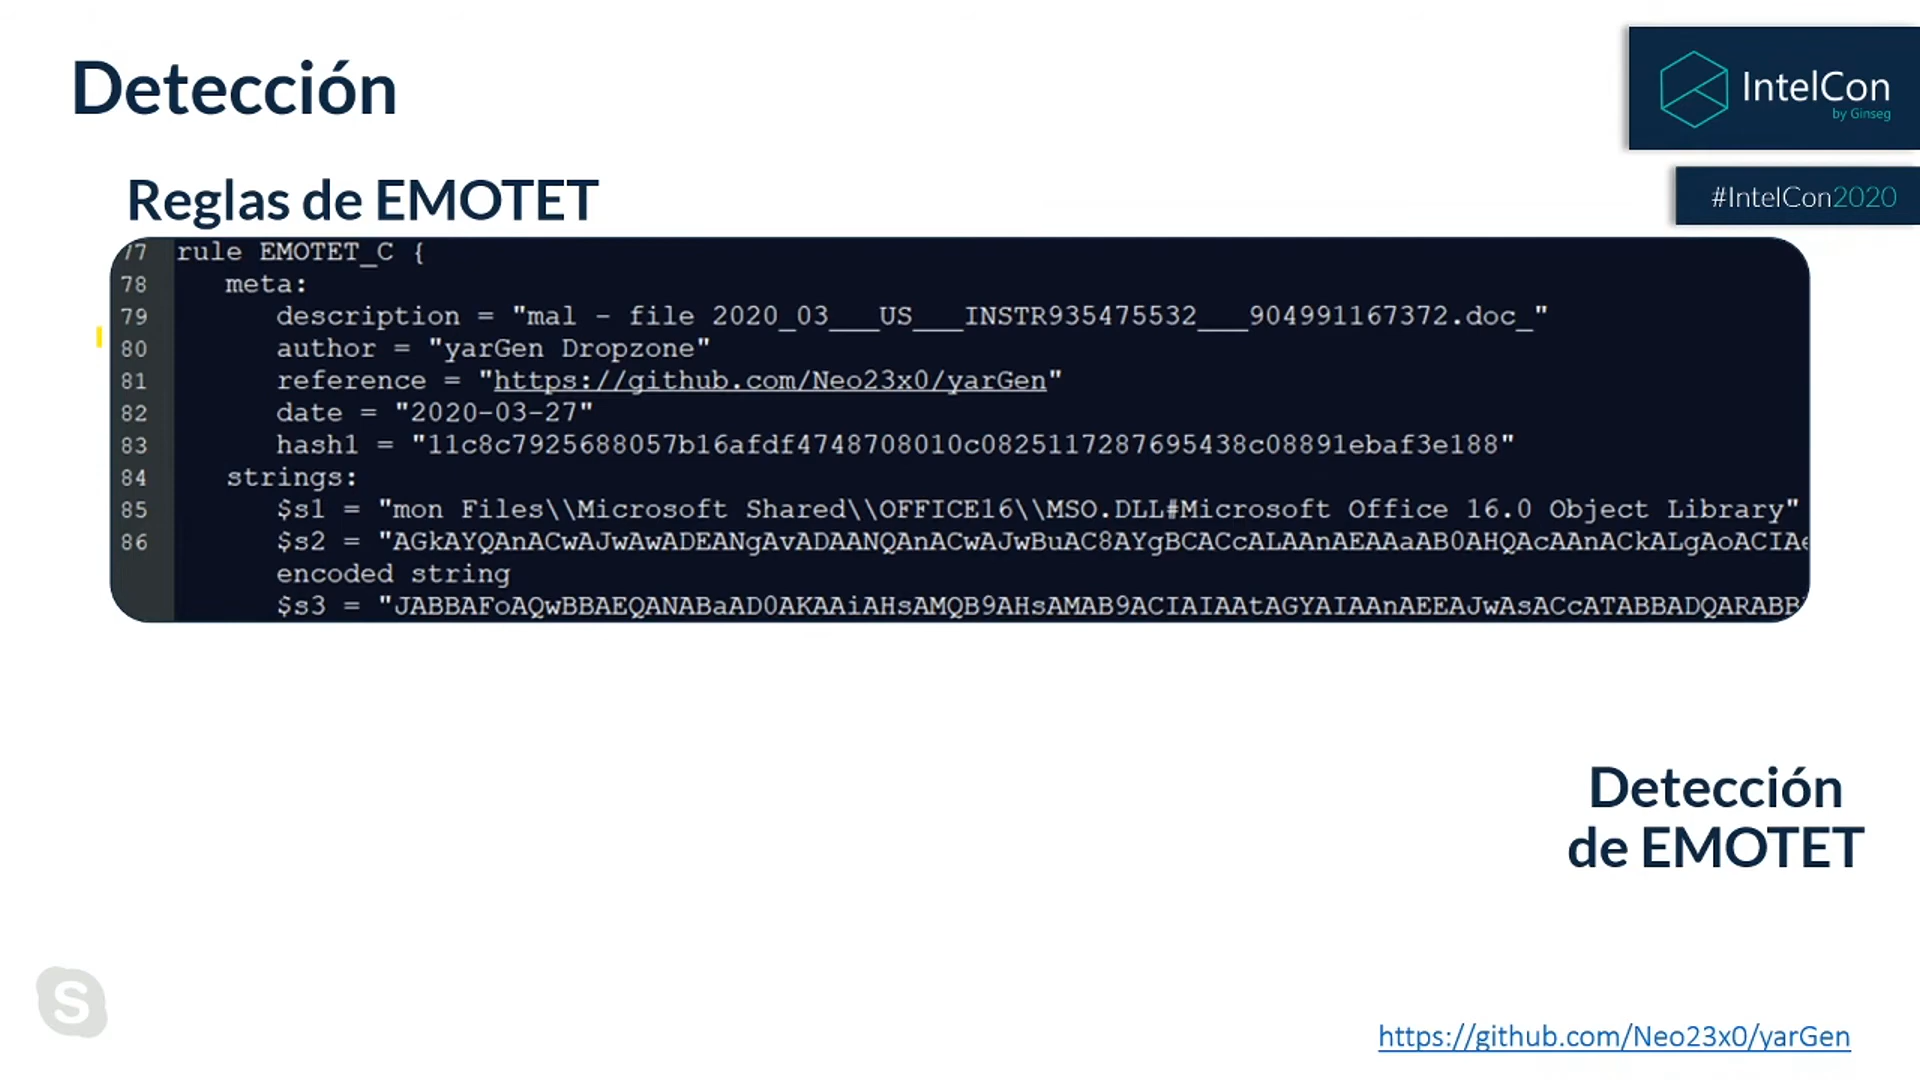 Detección
IntelCon
by Ginseg
#IntelCon2020
Reglas de EMOTET
77 rule EMOTET_C {
78 meta:
79 description = "mal - file 2020_03___US___INSTR935475532___904991167372.doc_"
80 author = "yarGen Dropzone"
81 reference = "https://github.com/Neo23x0/yarGen"
82 date = "2020-03-27"
83 hash1 = "11c8c7925688057b16afdf4748708010c0825117287695438c08891ebaf3e188"
84 strings:
85 $s1 = "mon Files\\Microsoft Shared\\OFFICE16\\MSO.DLL#Microsoft Office 16.0 Object Library"
86 $s2 = "AGkAYQAnACwAJwAwADEANgAvADAANQAnACwAJwBuAC8AYgBCACcALAAnAEAAaAB0AHQAcAAnACkALgAoACIAe
encoded string
$s3 = "JABBAFoAQwBBAEQANABaAD0AKAAiAHsAMQB9AHsAMAB9ACIAIAAtAGYAIAAnAEEAJwAsACcATABBADQARABB
Detección
de EMOTET
https://github.com/Neo23x0/yarGen